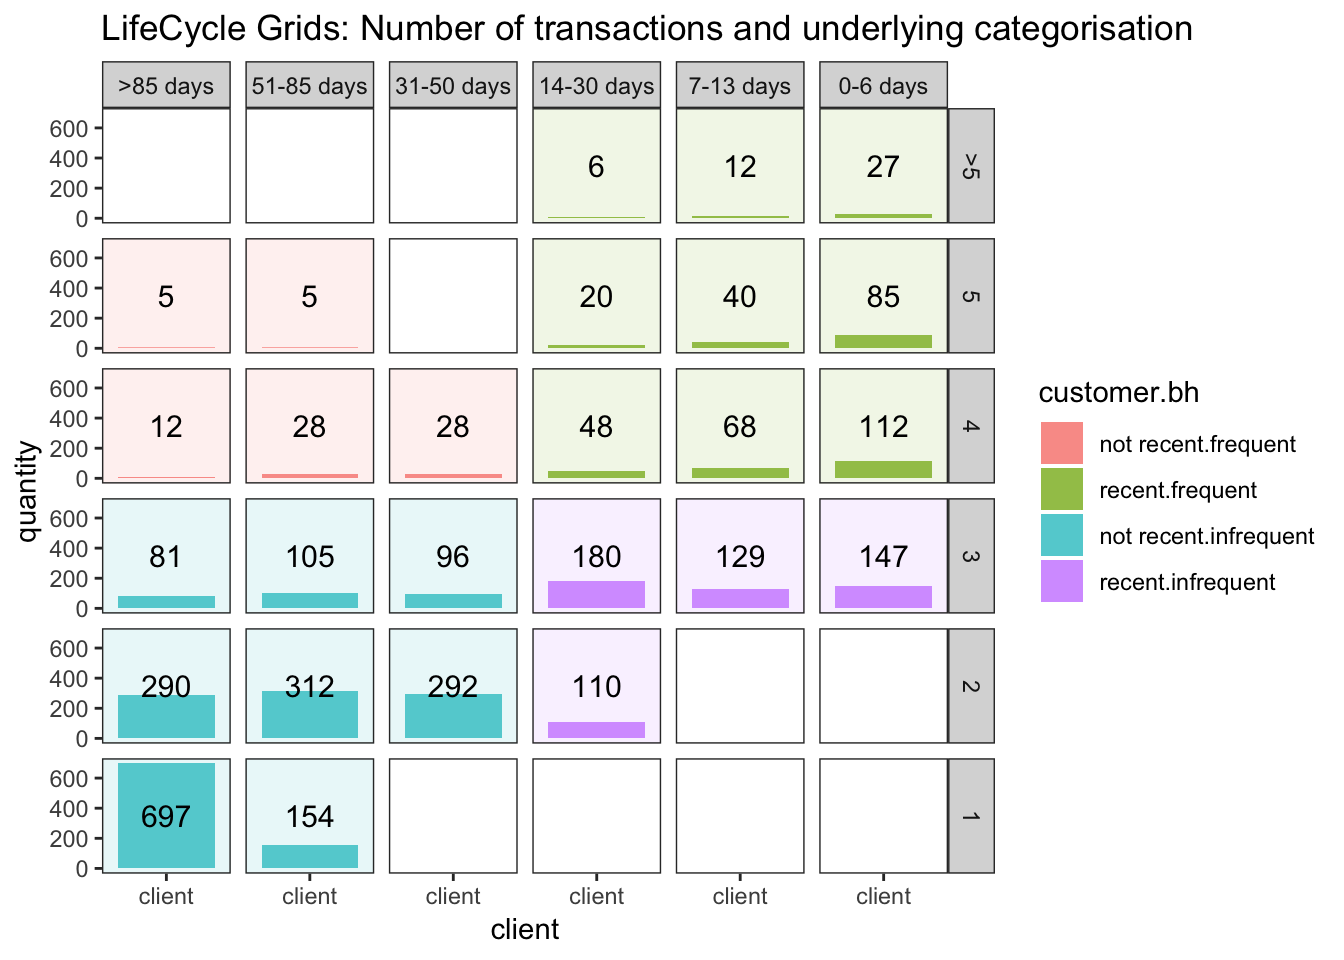 LifeCycle Grids: Number of transactions and underlying categorisation
>85 days 51-85 days 31-50 days 14-30 days 7-13 days 0-6 days
600
400
200
0
6 12 27
>5
600
400
200
0
5 5 20 40 85
5
600
400
200
0
12 28 28 48 68 112
4
600
400
200
0
81 105 96 180 129 147
3
600
400
200
0
290 312 292 110
2
600
400
200
0
697 154
1
client client client client client client
client
quantity
customer.bh
not recent.frequent
recent.frequent
not recent.infrequent
recent.infrequent